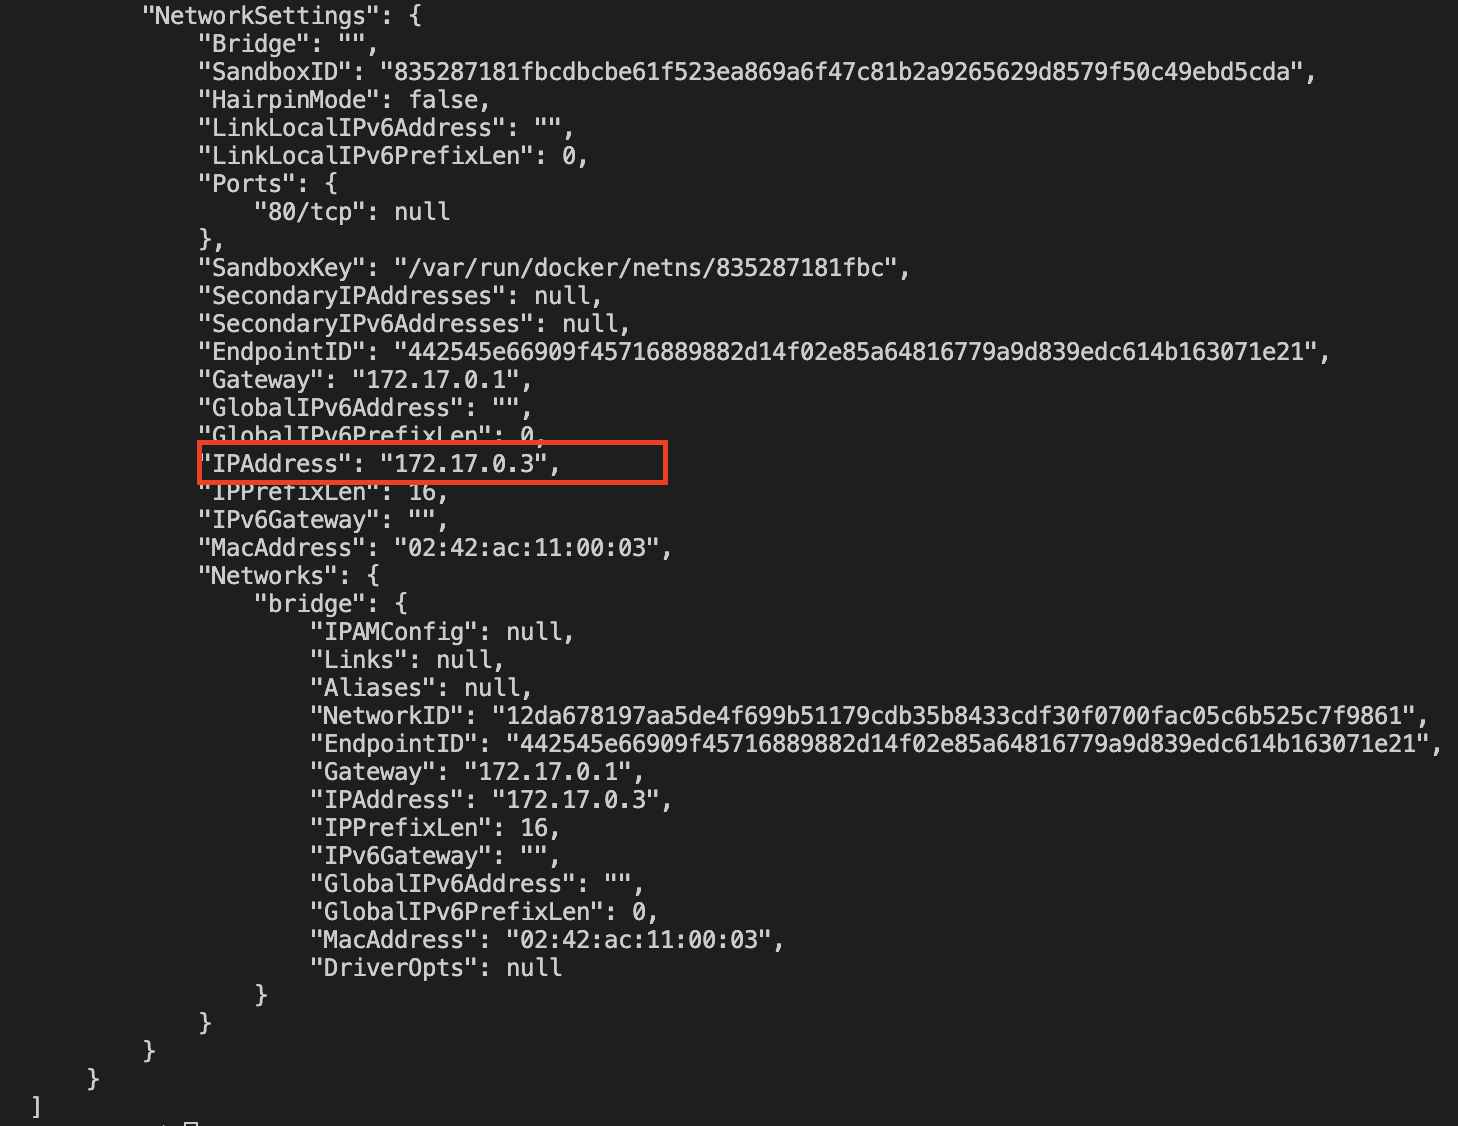 "NetworkSettings": {
"Bridge": "",
"SandboxID": "835287181fbcdbcbe61f523ea869a6f47c81b2a9265629d8579f50c49ebd5cda",
"HairpinMode": false,
"LinkLocalIPv6Address": "",
"LinkLocalIPv6PrefixLen": 0,
"Ports": {
"80/tcp": null
},
"SandboxKey": "/var/run/docker/netns/835287181fbc",
"SecondaryIPAddresses": null,
"SecondaryIPv6Addresses": null,
"EndpointID": "442545e66909f45716889882d14f02e85a64816779a9d839edc614b163071e21",
"Gateway": "172.17.0.1",
"GlobalIPv6Address": "",
"GlobalIPv6PrefixLen": 0,
"IPAddress": "172.17.0.3",
"IPPrefixLen": 16,
"IPv6Gateway": "",
"MacAddress": "02:42:ac:11:00:03",
"Networks": {
"bridge": {
"IPAMConfig": null,
"Links": null,
"Aliases": null,
"NetworkID": "12da678197aa5de4f699b51179cdb35b8433cdf30f0700fac05c6b525c7f9861",
"EndpointID": "442545e66909f45716889882d14f02e85a64816779a9d839edc614b163071e21",
"Gateway": "172.17.0.1",
"IPAddress": "172.17.0.3",
"IPPrefixLen": 16,
"IPv6Gateway": "",
"GlobalIPv6Address": "",
"GlobalIPv6PrefixLen": 0,
"MacAddress": "02:42:ac:11:00:03",
"DriverOpts": null
}
}
}
}
]